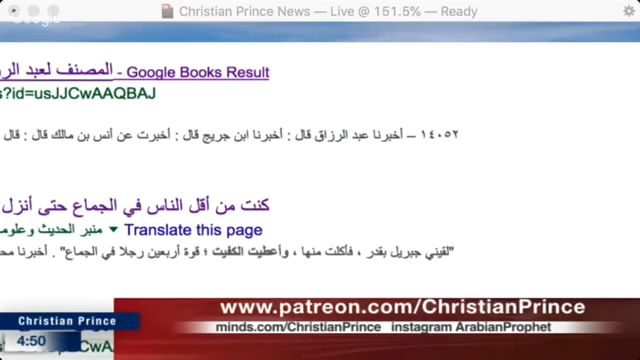 Christian Prince News — Live @ 151.5% — Ready
Google
المصنف لعبد الر - Google Books Result
s?id=usJJCwAAQBAJ
١٤٠٥٢ – أخبرنا عبد الرزاق قال : أخبرنا ابن جريج قال : أخبرت عن أنس بن مالك قال : قال
كنت من أقل الناس في الجماع حتى أنزل
منبر الحديث وعلوم ▼ Translate this page
"لقيني جبريل بقدر ، فأكلت منها ، وأعطيت الكفيت ؛ قوة أربعين رجلا في الجماع" . أخبرنا مح
www.patreon.com/ChristianPrince
minds.com/ChristianPrince instagram ArabianProphet
Christian Prince
4:50